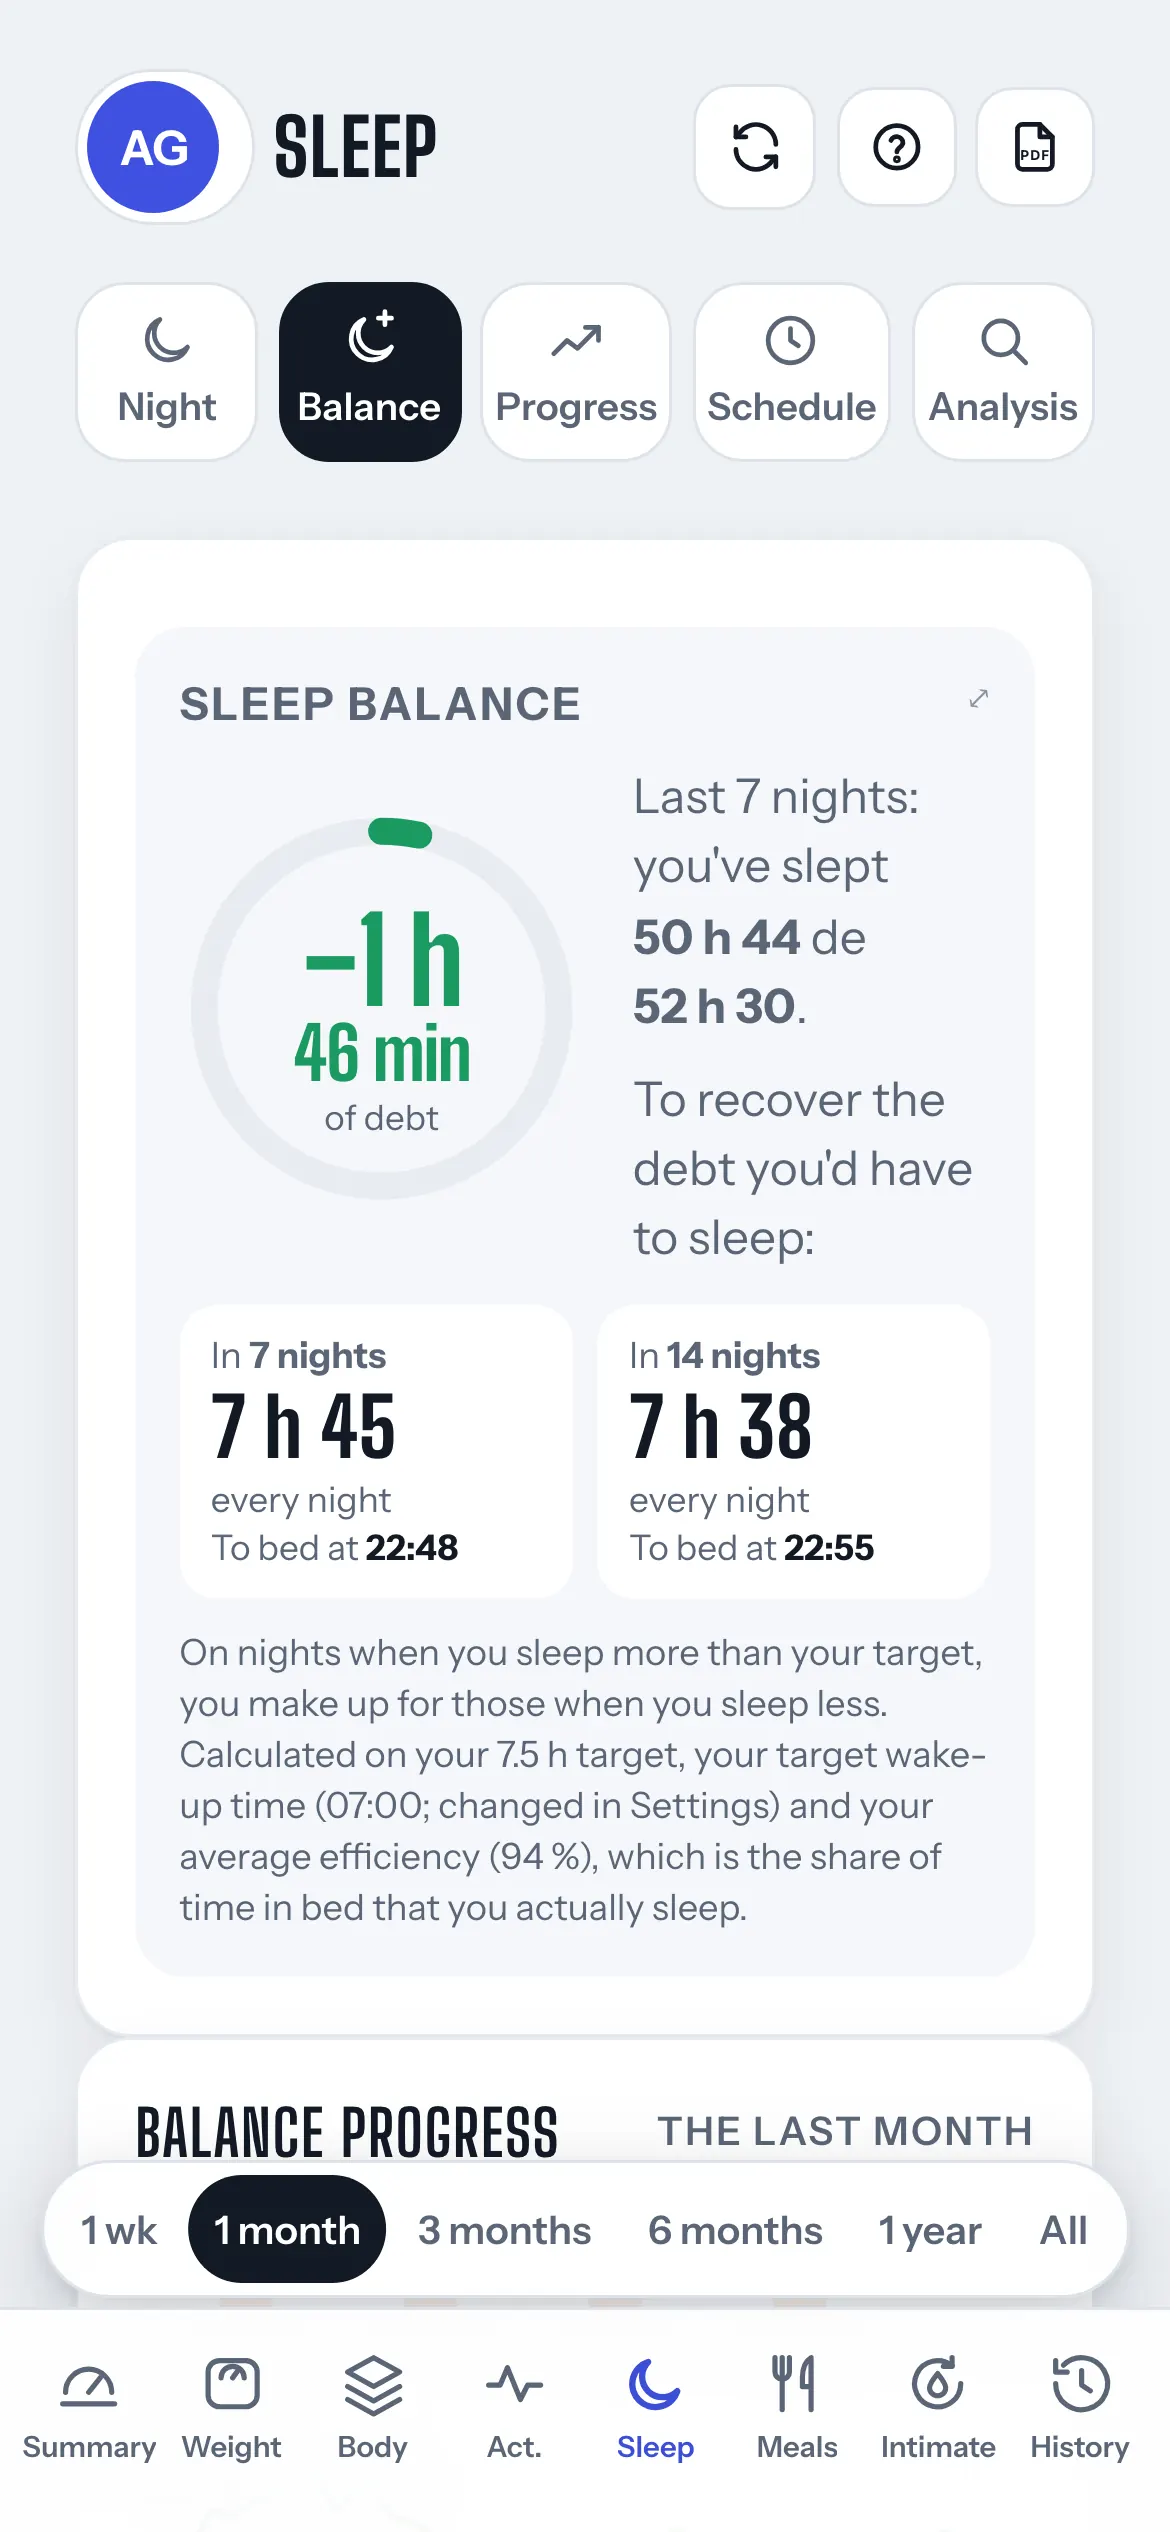 AG
SLEEP
PDF
Night
Balance
Progress
Schedule
Analysis
SLEEP BALANCE
–1 h
46 min
of debt
Last 7 nights:
you've slept
50 h 44 de
52 h 30.
To recover the
debt you'd have
to sleep:
In 7 nights
7 h 45
every night
To bed at 22:48
In 14 nights
7 h 38
every night
To bed at 22:55
On nights when you sleep more than your target,
you make up for those when you sleep less.
Calculated on your 7.5 h target, your target wake-
up time (07:00; changed in Settings) and your
average efficiency (94 %), which is the share of
time in bed that you actually sleep.
BALANCE PROGRESS
THE LAST MONTH
1 wk
1 month
3 months
6 months
1 year
All
Summary
Weight
Body
Act.
Sleep
Meals
Intimate
History